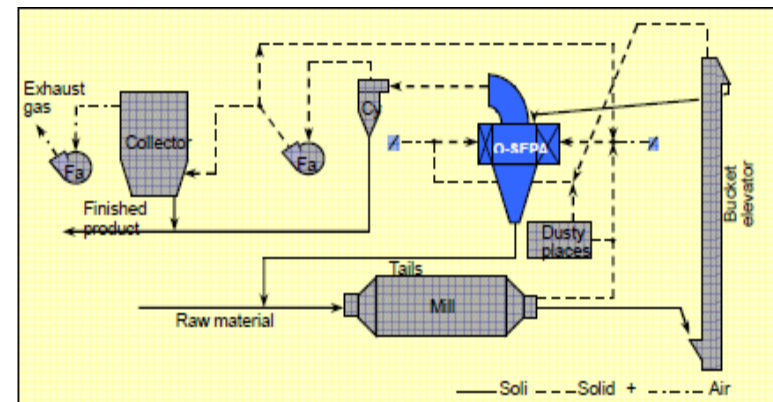 Exhaust
gas
Fa
Collector
Fa
Cy
O-SEPA
Finished
product
Dusty
places
Bucket
elevator
Tails
Mill
Raw material
Soli
Solid +
Air